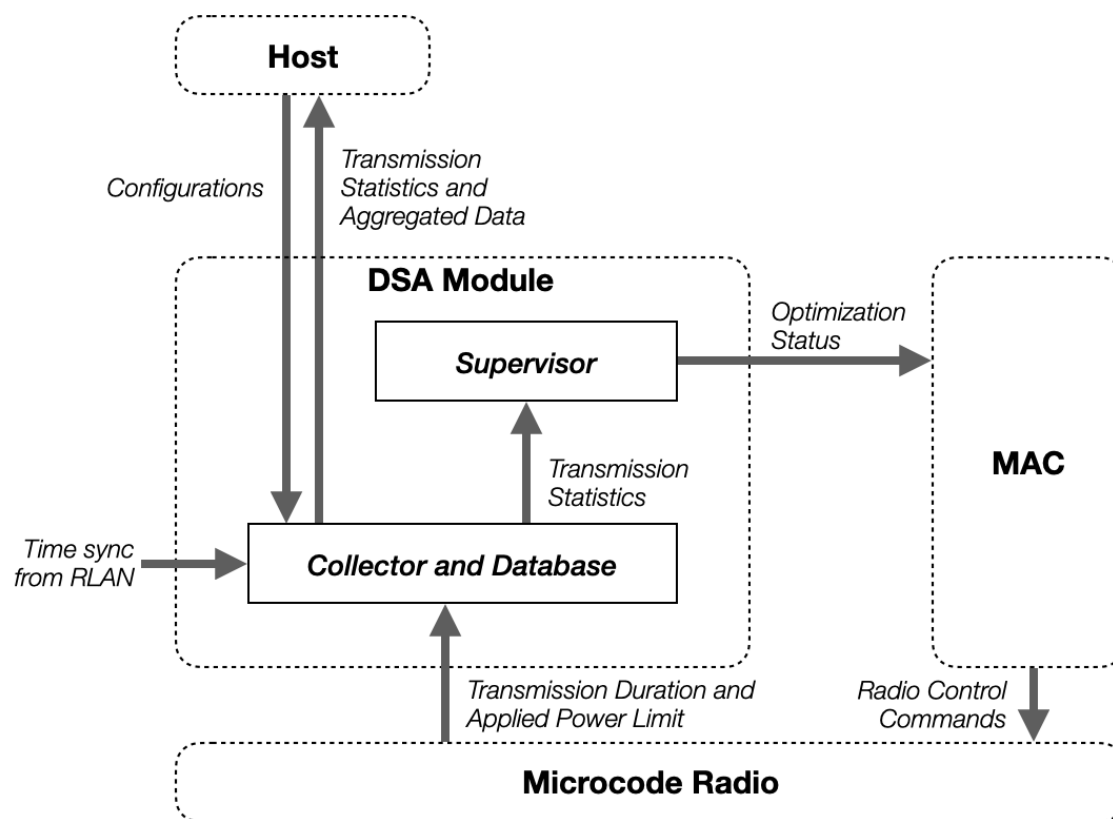 Host
Configurations
Transmission
Statistics and
Aggregated Data
DSA Module
Optimization
Status
Supervisor
MAC
Transmission
Statistics
Time sync
from RLAN
Collector and Database
Transmission Duration and
Applied Power Limit
Radio Control
Commands
Microcode Radio